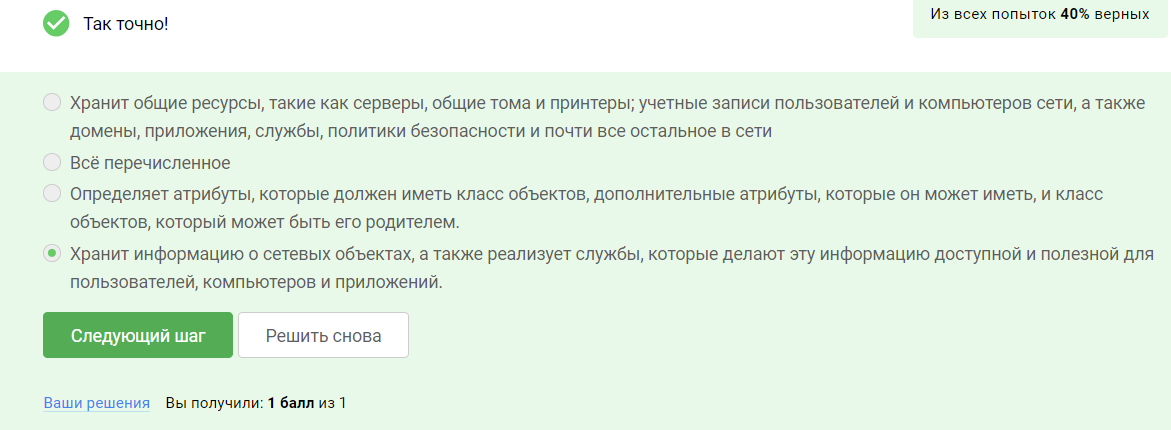 Так точно!
Из всех попыток 40% верных
Хранит общие ресурсы, такие как серверы, общие тома и принтеры; учетные записи пользователей и компьютеров сети, а также
домены, приложения, службы, политики безопасности и почти все остальное в сети
Всё перечисленное
Определяет атрибуты, которые должен иметь класс объектов, дополнительные атрибуты, которые он может иметь, и класс
объектов, который может быть его родителем.
Хранит информацию о сетевых объектах, а также реализует службы, которые делают эту информацию доступной и полезной для
пользователей, компьютеров и приложений.
Следующий шаг
Решить снова
Ваши решения Вы получили: 1 балл из 1